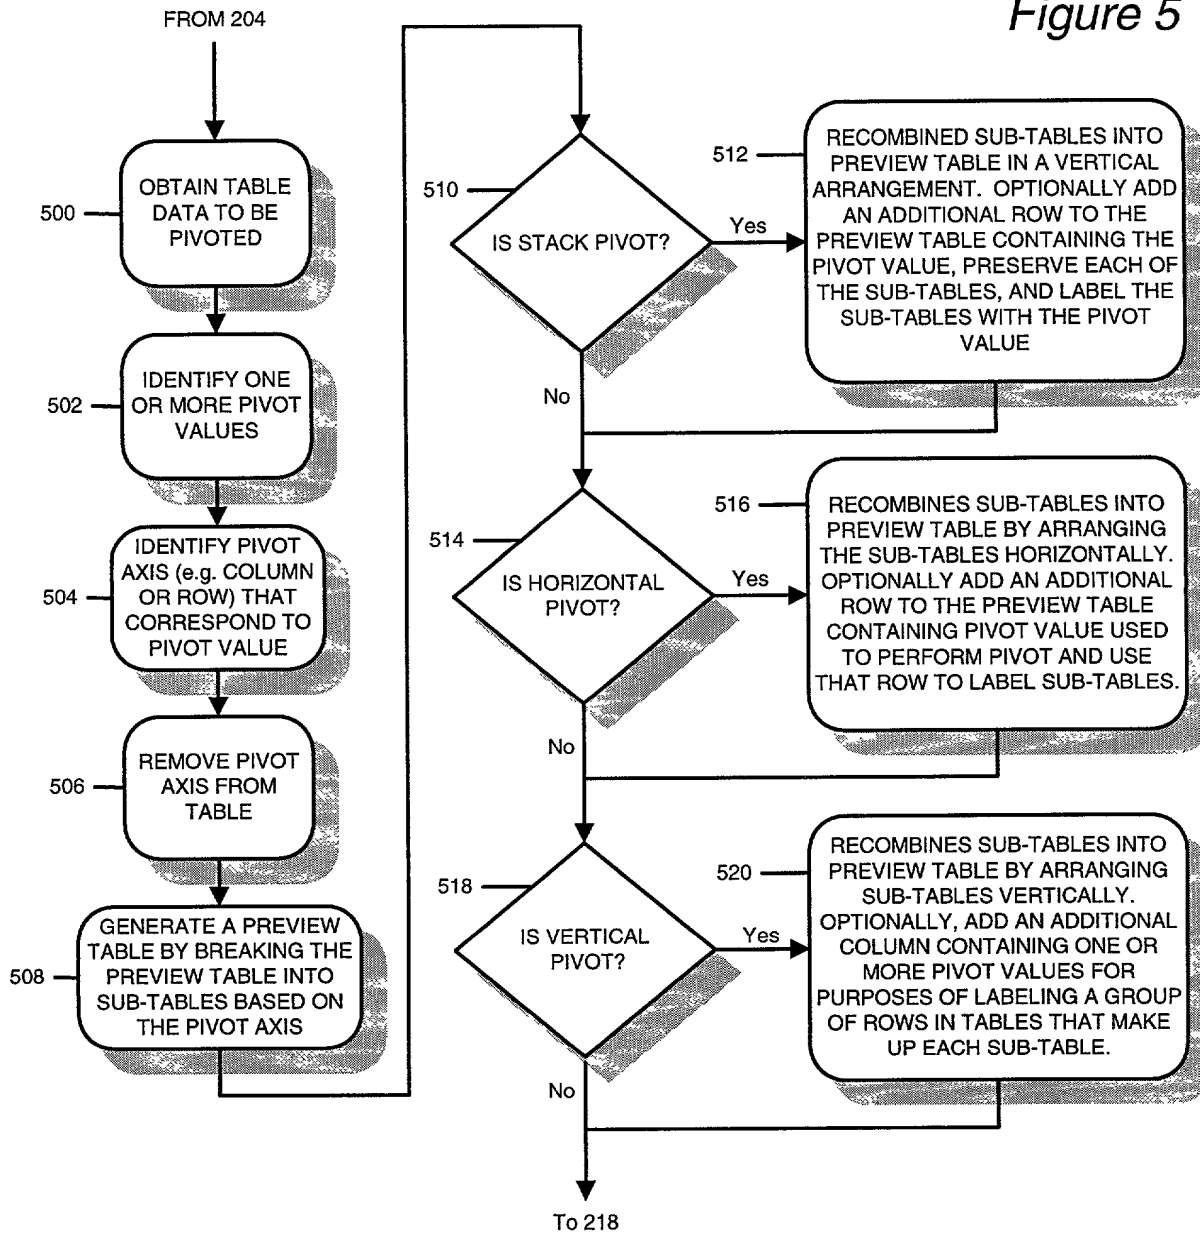 Figure 5
FROM 204
500
OBTAIN TABLE
DATA TO BE
PIVOTED
502
IDENTIFY ONE
OR MORE PIVOT
VALUES
504
IDENTIFY PIVOT
AXIS (e.g. COLUMN
OR ROW) THAT
CORRESPOND TO
PIVOT VALUE
506
REMOVE PIVOT
AXIS FROM
TABLE
508
GENERATE A PREVIEW
TABLE BY BREAKING THE
PREVIEW TABLE INTO
SUB-TABLES BASED ON
THE PIVOT AXIS
510
IS STACK PIVOT?
Yes
No
512
RECOMBINED SUB-TABLES INTO
PREVIEW TABLE IN A VERTICAL
ARRANGEMENT. OPTIONALLY ADD
AN ADDITIONAL ROW TO THE
PREVIEW TABLE CONTAINING THE
PIVOT VALUE, PRESERVE EACH OF
THE SUB-TABLES, AND LABEL THE
SUB-TABLES WITH THE PIVOT
VALUE
514
IS HORIZONTAL
PIVOT?
Yes
No
516
RECOMBINES SUB-TABLES INTO
PREVIEW TABLE BY ARRANGING
THE SUB-TABLES HORIZONTALLY.
OPTIONALLY ADD AN ADDITIONAL
ROW TO THE PREVIEW TABLE
CONTAINING PIVOT VALUE USED
TO PERFORM PIVOT AND USE
THAT ROW TO LABEL SUB-TABLES.
518
IS VERTICAL
PIVOT?
Yes
No
520
RECOMBINES SUB-TABLES INTO
PREVIEW TABLE BY ARRANGING
SUB-TABLES VERTICALLY.
OPTIONALLY, ADD AN ADDITIONAL
COLUMN CONTAINING ONE OR
MORE PIVOT VALUES FOR
PURPOSES OF LABELING A GROUP
OF ROWS IN TABLES THAT MAKE
UP EACH SUB-TABLE.
To 218